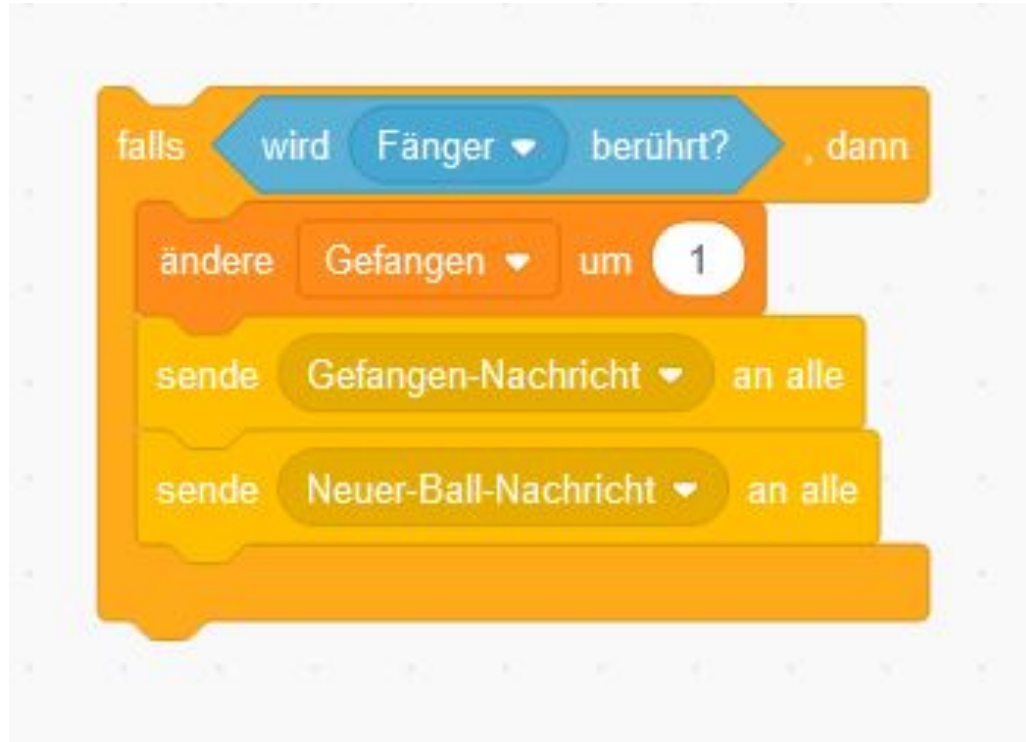 falls wird Fänger berührt? , dann
ändere Gefangen um 1
sende Gefangen-Nachricht an alle
sende Neuer-Ball-Nachricht an alle